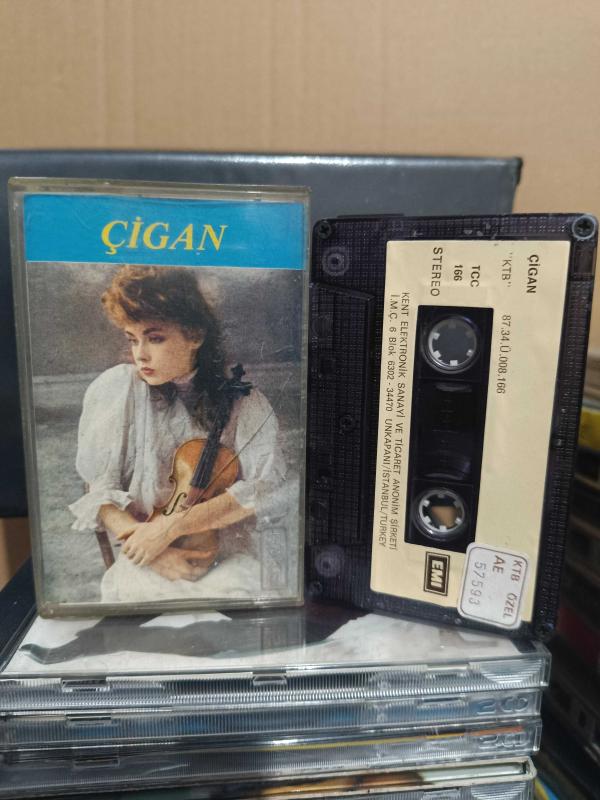 ÇİGAN
ÇİGAN
"KTB" 87.34.Ü.008.166
TCC
166
STEREO
KENT ELEKTRONİK SANAYİ VE TİCARET ANONİM ŞİRKETİ
İ.M.Ç. 6 Blok 6302 - 34470 UNKAPANI/İSTANBUL/TURKEY
EMI
KTB ÖZEL
AE
57593